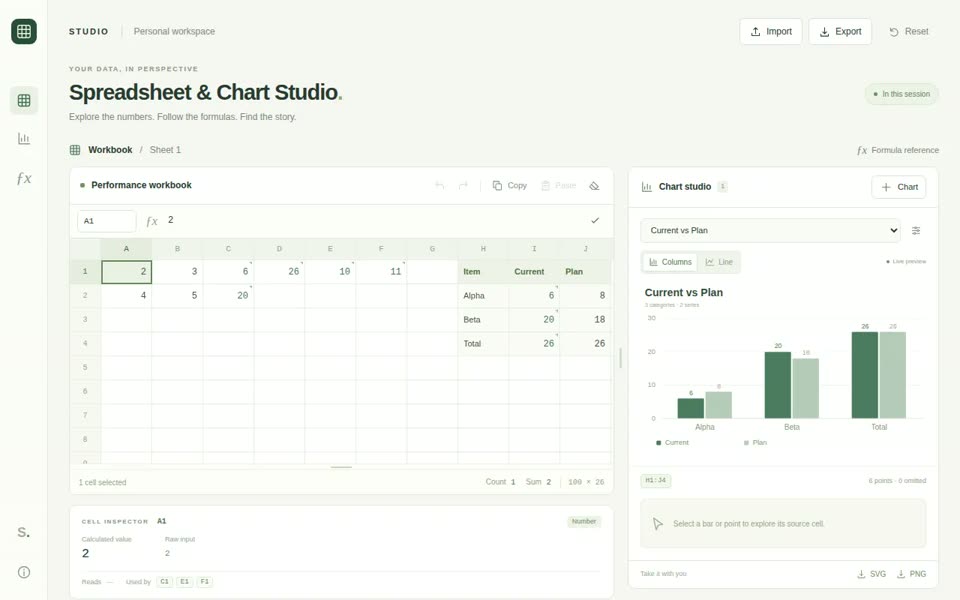 STUDIO Personal workspace Import Export Reset
YOUR DATA, IN PERSPECTIVE
Spreadsheet & Chart Studio.
In this session
Explore the numbers. Follow the formulas. Find the story.
Workbook / Sheet 1
ƒx Formula reference
ƒx
Performance workbook Copy Paste
A1 ƒx 2
A B C D E F G H I J
1 2 3 6 26 10 11 Item Current Plan
2 4 5 20 Alpha 6 8
3 Beta 20 18
4 Total 26 26
5
6
7
8
9
1 cell selected Count 1 Sum 2 100 × 26
CELL INSPECTOR A1 Number
Calculated value Raw input
2 2
Reads — Used by C1 E1 F1
Chart studio 1 Chart
Current vs Plan
Columns Line Live preview
Current vs Plan
3 categories · 2 series
30
20
10
0
6 8 20 18 26 26
Alpha Beta Total
Current Plan
H1:J4 6 points · 0 omitted
Select a bar or point to explore its source cell.
Take it with you SVG PNG
S.